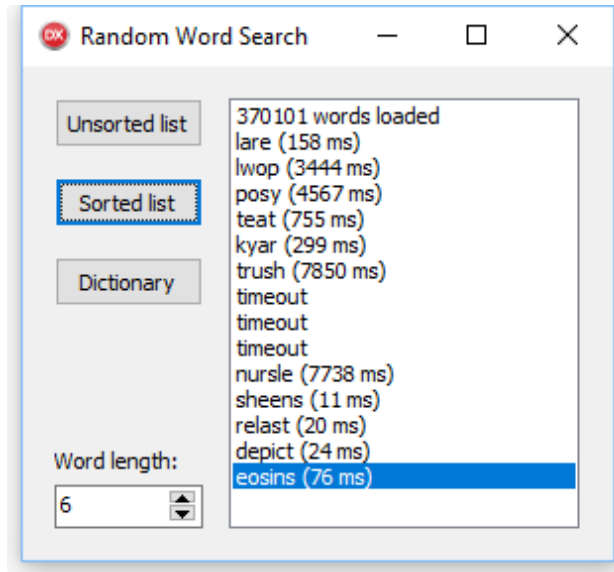 DX Random Word Search
Unsorted list
Sorted list
Dictionary
Word length:
6
370101 words loaded
lare (158 ms)
lwop (3444 ms)
posy (4567 ms)
teat (755 ms)
kyar (299 ms)
trush (7850 ms)
timeout
timeout
timeout
nursle (7738 ms)
sheens (11 ms)
relast (20 ms)
depict (24 ms)
eosins (76 ms)